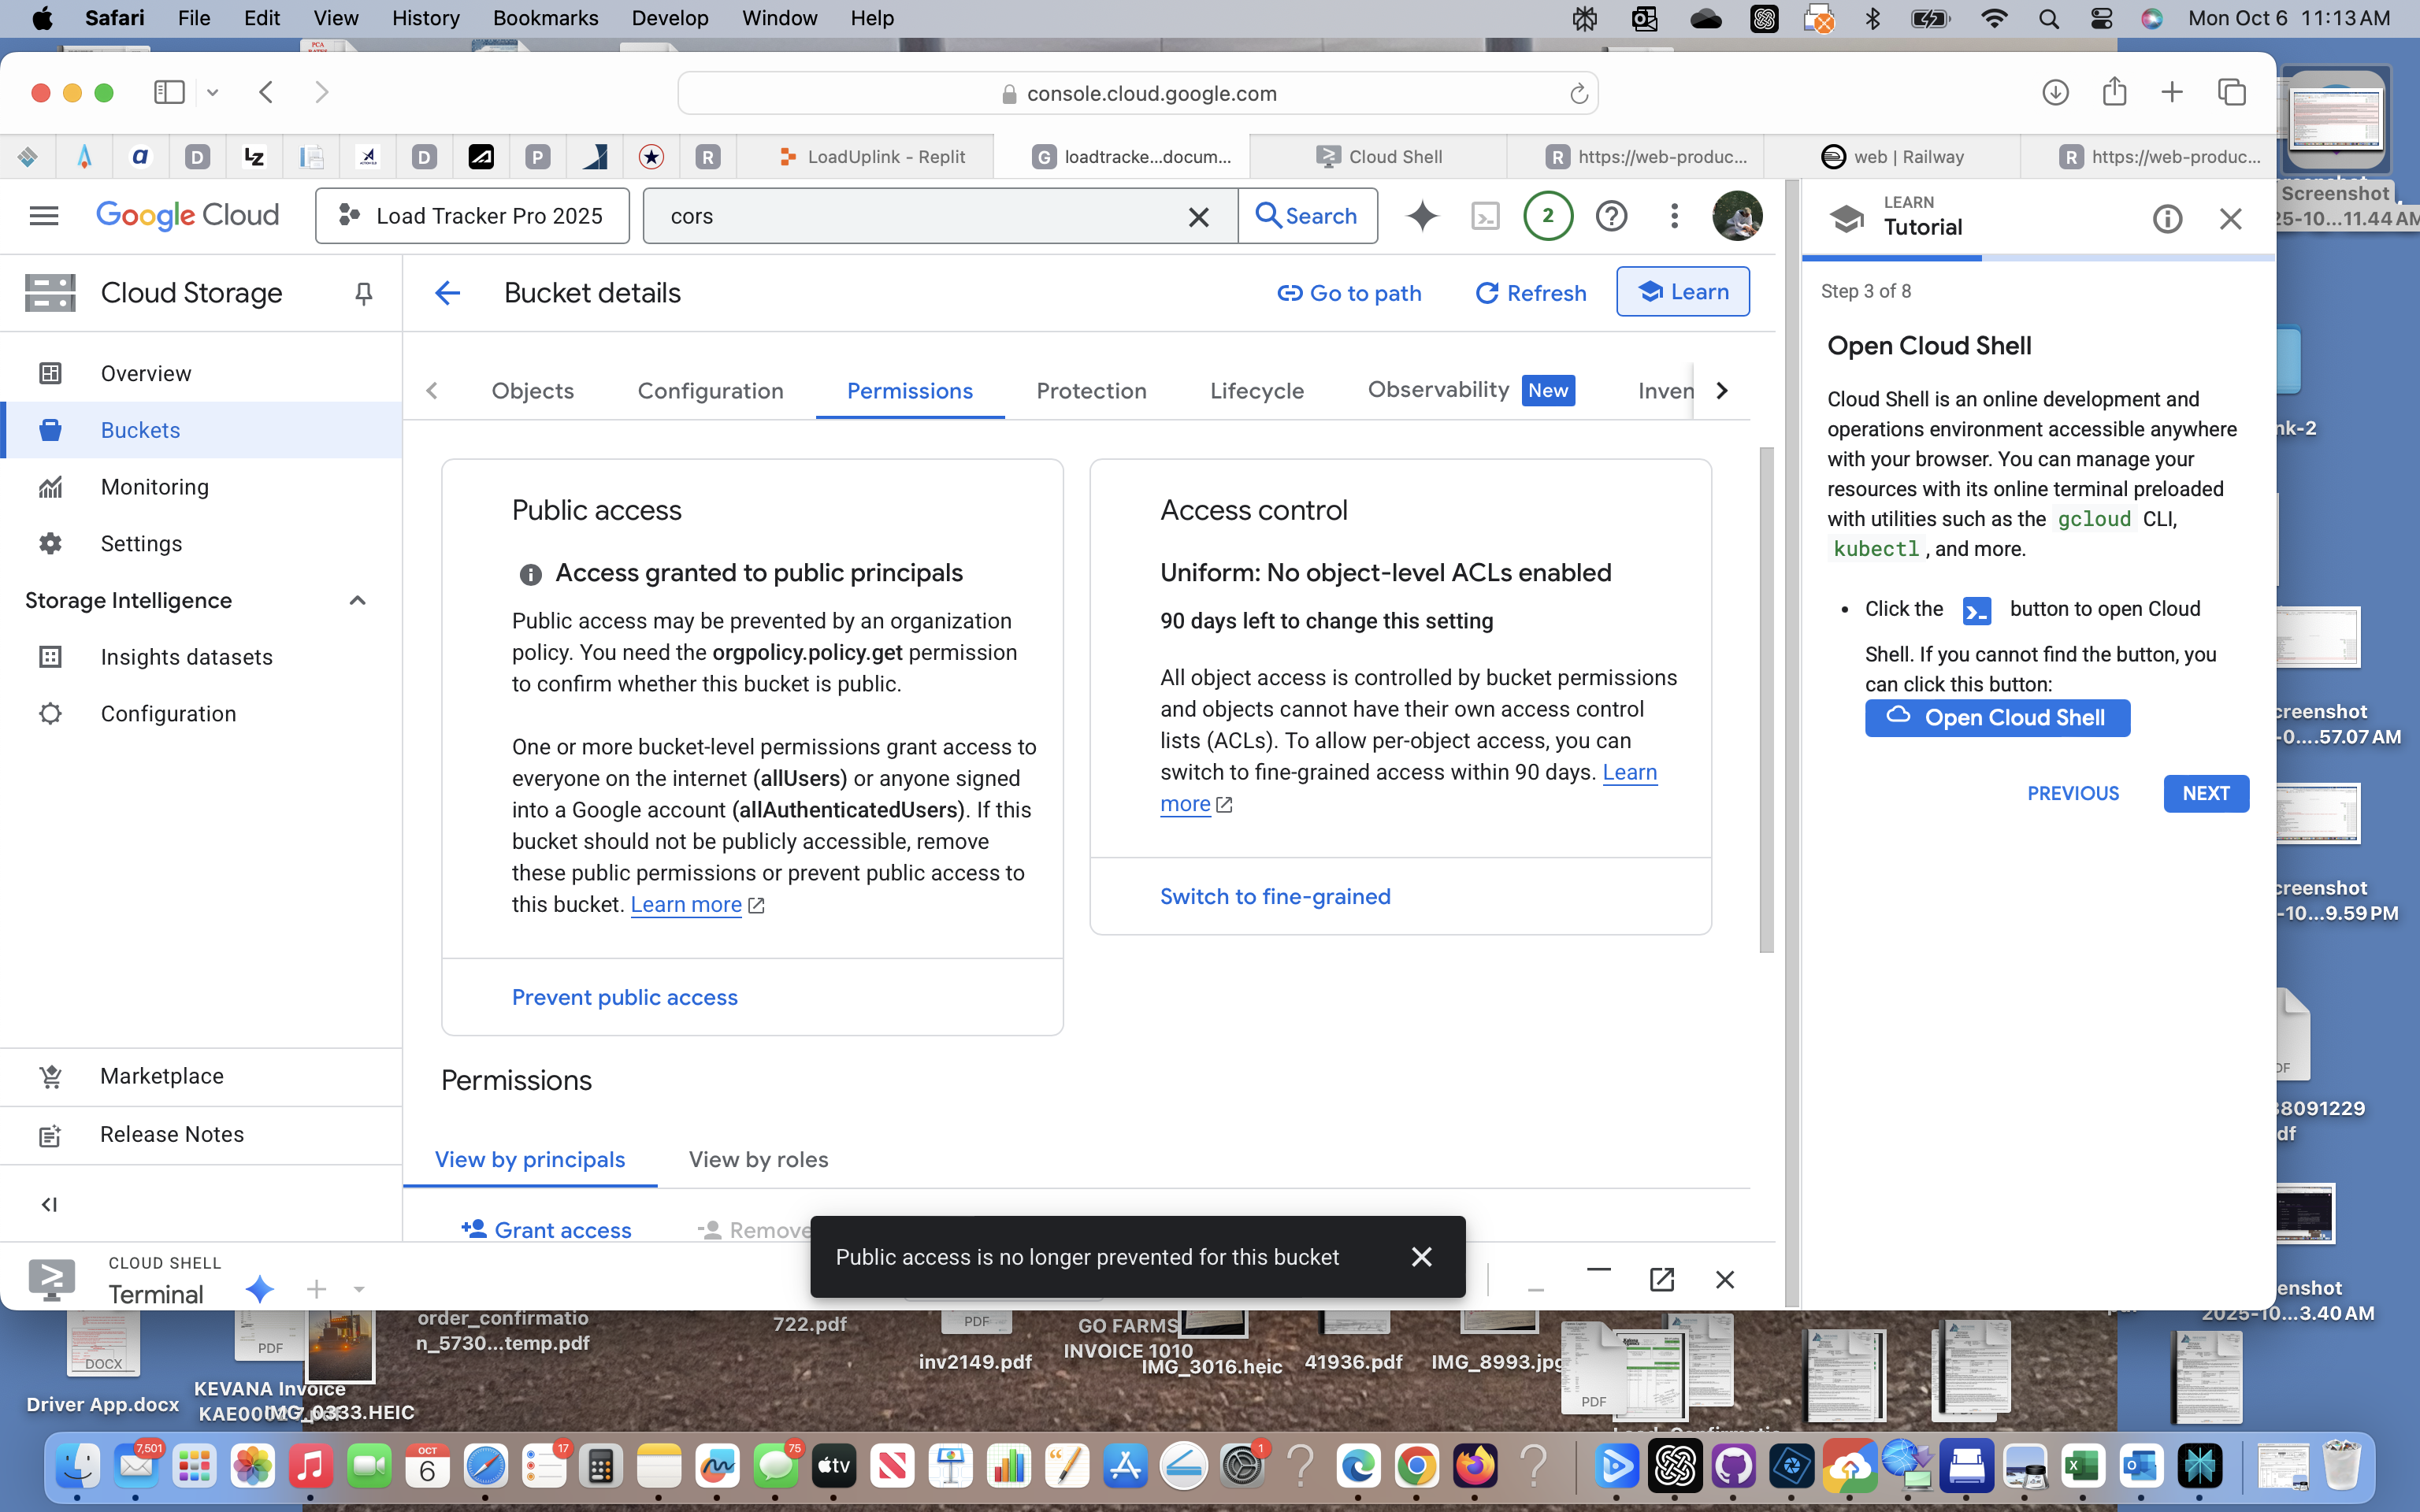 Safari File Edit View History Bookmarks Develop Window Help
Mon Oct 6 11:13 AM
console.cloud.google.com
LoadUplink - Replit
loadtracke...docum...
Cloud Shell
https://web-produc...
web | Railway
https://web-produc...
Google Cloud
Load Tracker Pro 2025
cors
Search
2
Cloud Storage
Overview
Buckets
Monitoring
Settings
Storage Intelligence
Insights datasets
Configuration
Marketplace
Release Notes
Bucket details
Go to path
Refresh
Learn
Objects
Configuration
Permissions
Protection
Lifecycle
Observability New
Inven
Public access
Access granted to public principals
Public access may be prevented by an organization
policy. You need the orgpolicy.policy.get permission
to confirm whether this bucket is public.
One or more bucket-level permissions grant access to
everyone on the internet (allUsers) or anyone signed
into a Google account (allAuthenticatedUsers). If this
bucket should not be publicly accessible, remove
these public permissions or prevent public access to
this bucket. Learn more
Prevent public access
Access control
Uniform: No object-level ACLs enabled
90 days left to change this setting
All object access is controlled by bucket permissions
and objects cannot have their own access control
lists (ACLs). To allow per-object access, you can
switch to fine-grained access within 90 days. Learn
more
Switch to fine-grained
Permissions
View by principals
View by roles
Grant access
Remove
Public access is no longer prevented for this bucket
CLOUD SHELL
Terminal
LEARN
Tutorial
Step 3 of 8
Open Cloud Shell
Cloud Shell is an online development and
operations environment accessible anywhere
with your browser. You can manage your
resources with its online terminal preloaded
with utilities such as the gcloud CLI,
kubectl , and more.
• Click the button to open Cloud
Shell. If you cannot find the button, you
can click this button:
Open Cloud Shell
PREVIOUS
NEXT
Screenshot
25-10...11.44 AM
nk-2
creenshot
-0....57.07 AM
creenshot
-10...9.59 PM
38091229
df
enshot
2025-10...3.40 AM
DOCX
Driver App.docx
PDF
KEVANA Invoice
IMG_0333.HEIC
order_confirmatio
n_5730...temp.pdf
722.pdf
PDF
inv2149.pdf
GO FARMS
INVOICE 1010
IMG_3016.heic
41936.pdf
IMG_8993.jpg
PDF
7,501
OCT
6
17
75
tv
1